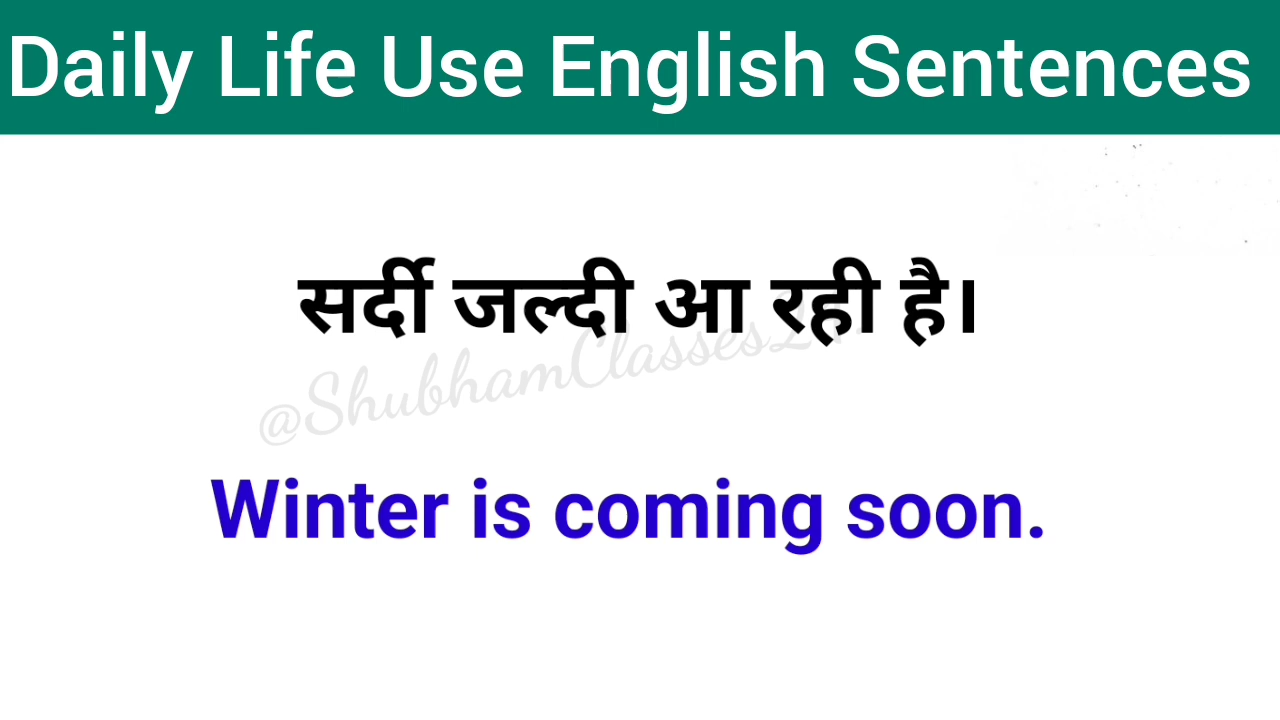 Daily Life Use English Sentences
सर्दी जल्दी आ रही है।
@ShubhamClasses
Winter is coming soon.